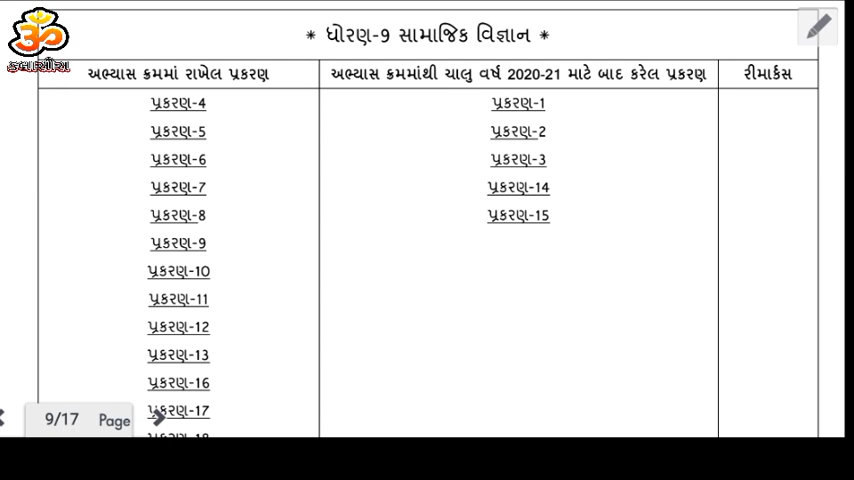 * ધોરણ-9 સામાજિક વિજ્ઞાન *
અભ્યાસ ક્રમમાં રાખેલ પ્રકરણ અભ્યાસ ક્રમમાંથી ચાલુ વર્ષ 2020-21 માટે બાદ કરેલ પ્રકરણ રીમાર્કસ
પ્રકરણ-4 પ્રકરણ-1
પ્રકરણ-5 પ્રકરણ-2
પ્રકરણ-6 પ્રકરણ-3
પ્રકરણ-7 પ્રકરણ-14
પ્રકરણ-8 પ્રકરણ-15
પ્રકરણ-9
પ્રકરણ-10
પ્રકરણ-11
પ્રકરણ-12
પ્રકરણ-13
પ્રકરણ-16
પ્રકરણ-17
9/17 Page